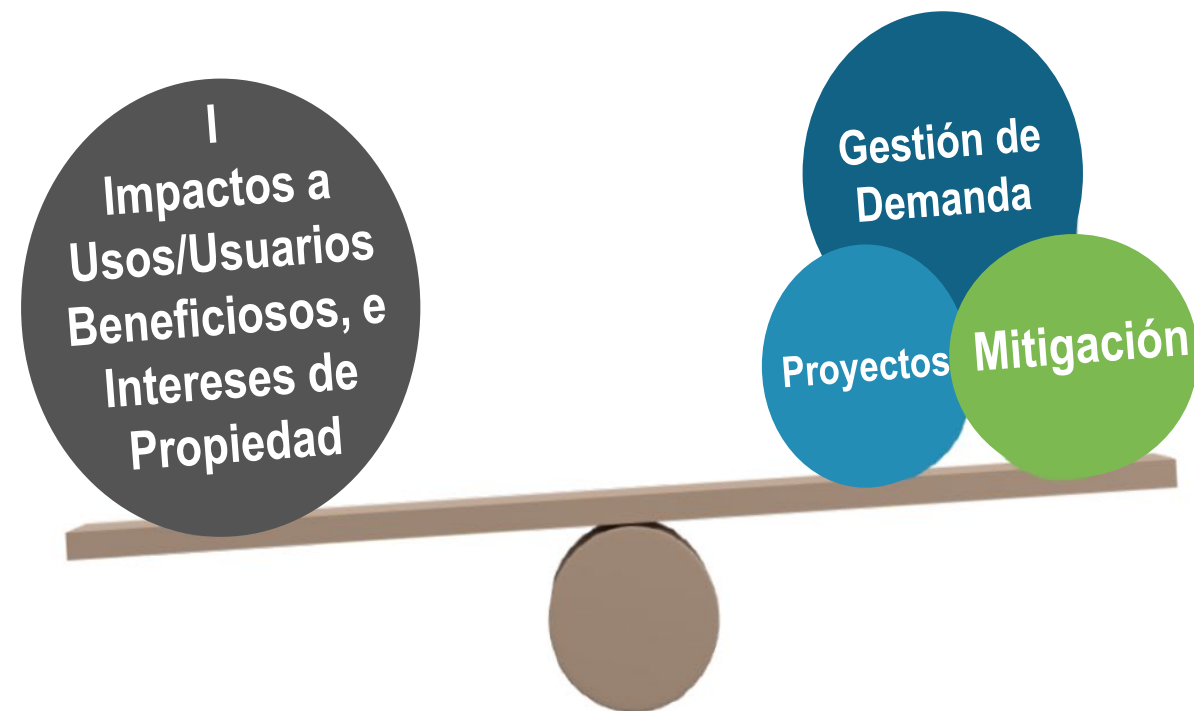 I
Impactos a
Usos/Usuarios
Beneficiosos, e
Intereses de
Propiedad
Gestión de
Demanda
Proyectos
Mitigación